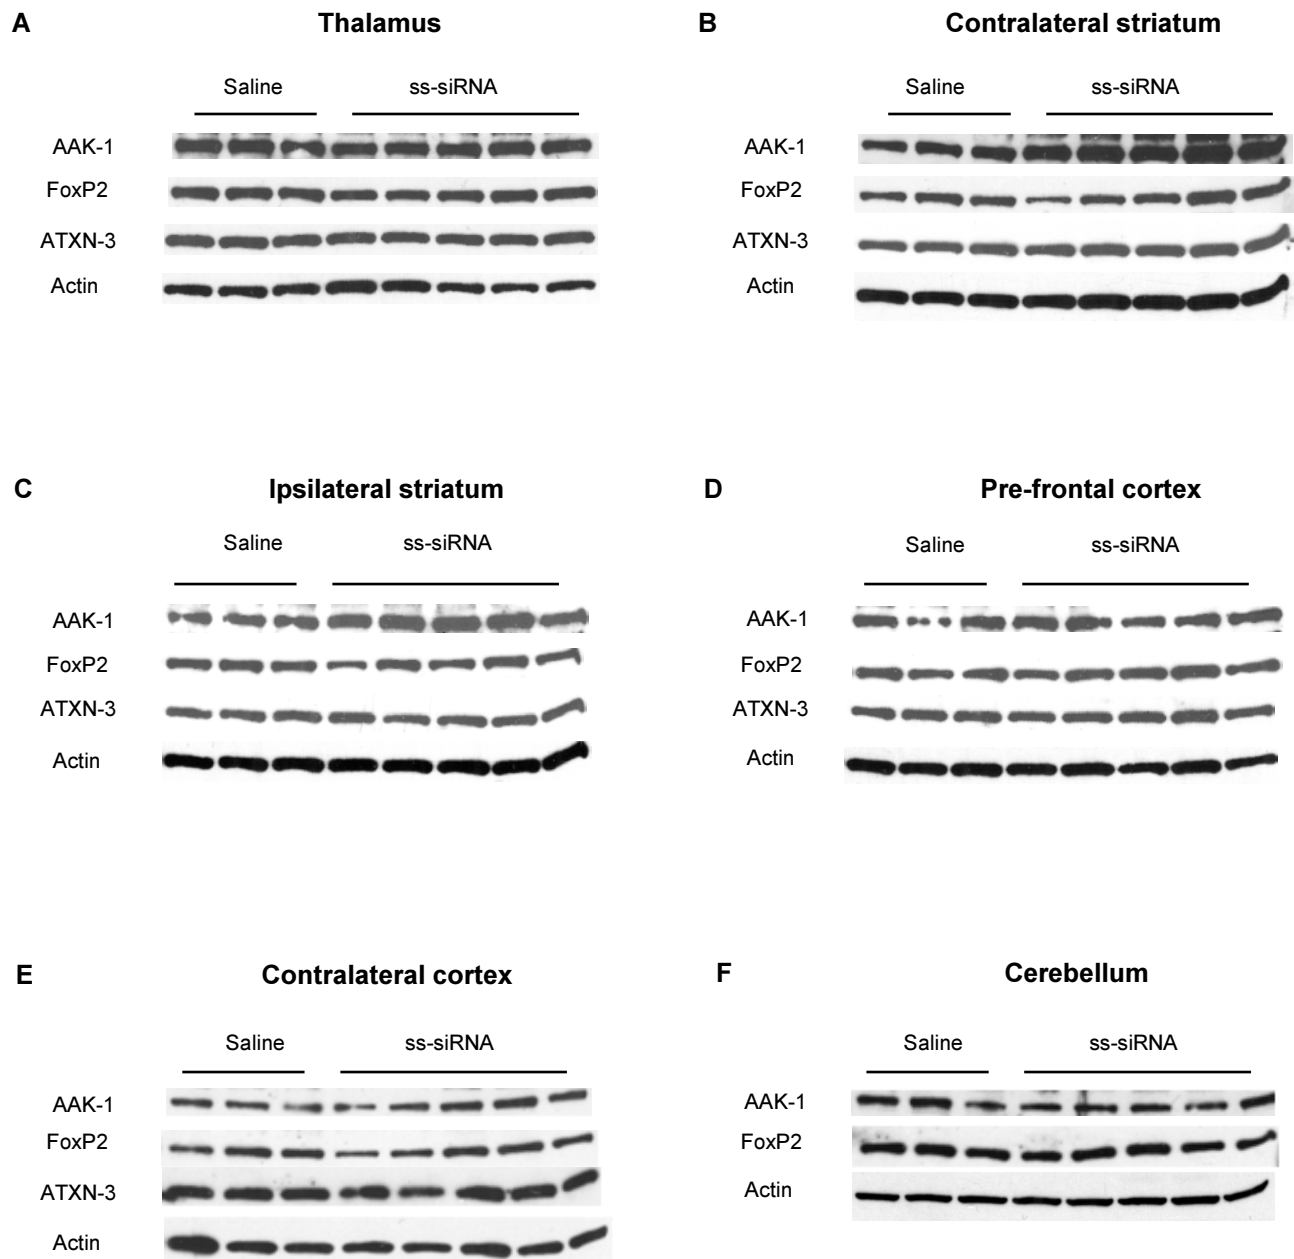 A Thalamus
Saline ss-siRNA
AAK-1
FoxP2
ATXN-3
Actin
B Contralateral striatum
Saline ss-siRNA
AAK-1
FoxP2
ATXN-3
Actin
C Ipsilateral striatum
Saline ss-siRNA
AAK-1
FoxP2
ATXN-3
Actin
D Pre-frontal cortex
Saline ss-siRNA
AAK-1
FoxP2
ATXN-3
Actin
E Contralateral cortex
Saline ss-siRNA
AAK-1
FoxP2
ATXN-3
Actin
F Cerebellum
Saline ss-siRNA
AAK-1
FoxP2
Actin